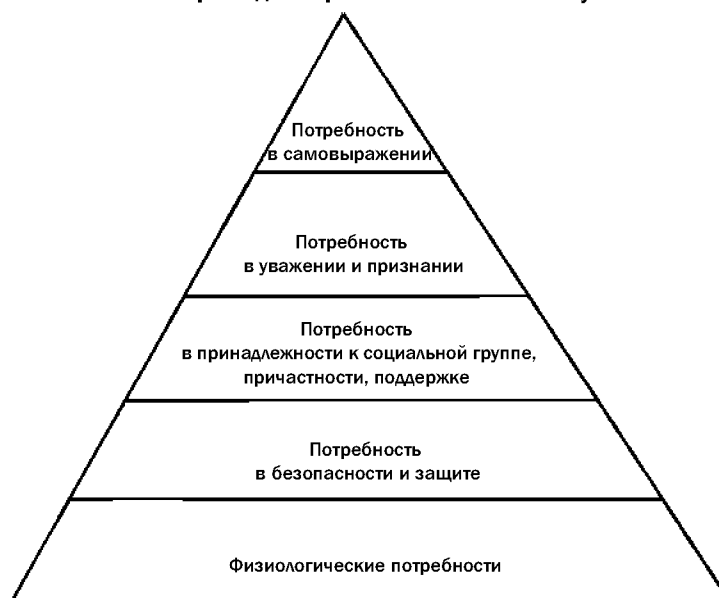 Потребность
в самовыражении
Потребность
в уважении и признании
Потребность
в принадлежности к социальной группе,
причастности, поддержке
Потребность
в безопасности и защите
Физиологические потребности